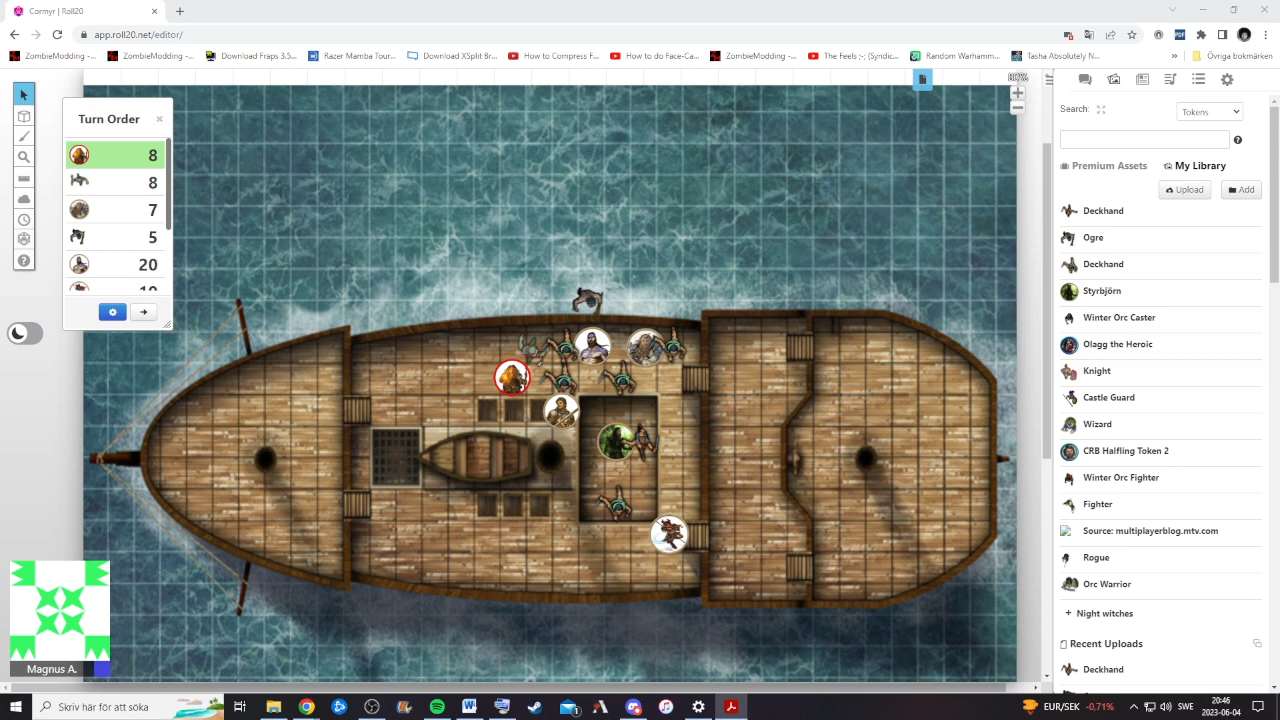 Cormyr | Roll20
app.roll20.net/editor/
ZombieModding -...
ZombieModding -...
Download Fraps 3.5...
Razer Mamba Tour...
Download XSplit Br...
How to Compress F...
How to do Face-Ca...
ZombieModding -...
The Feels ;-; (Syndic...
Random Warhamm...
Tasha Absolutely N...
»
Övriga bokmärken
Turn Order
8
8
7
5
20
Search:
Tokens
Premium Assets
My Library
Upload
Add
Deckhand
Ogre
Deckhand
Styrbjörn
Winter Orc Caster
Olagg the Heroic
Knight
Castle Guard
Wizard
CRB Halfling Token 2
Winter Orc Fighter
Fighter
Source: multiplayerblog.mtv.com
Rogue
Orc Warrior
+ Night witches
Recent Uploads
Deckhand
Magnus A.
Skriv här för att söka
EUR/SEK -0,71%
SWE
20:46
2023-06-04